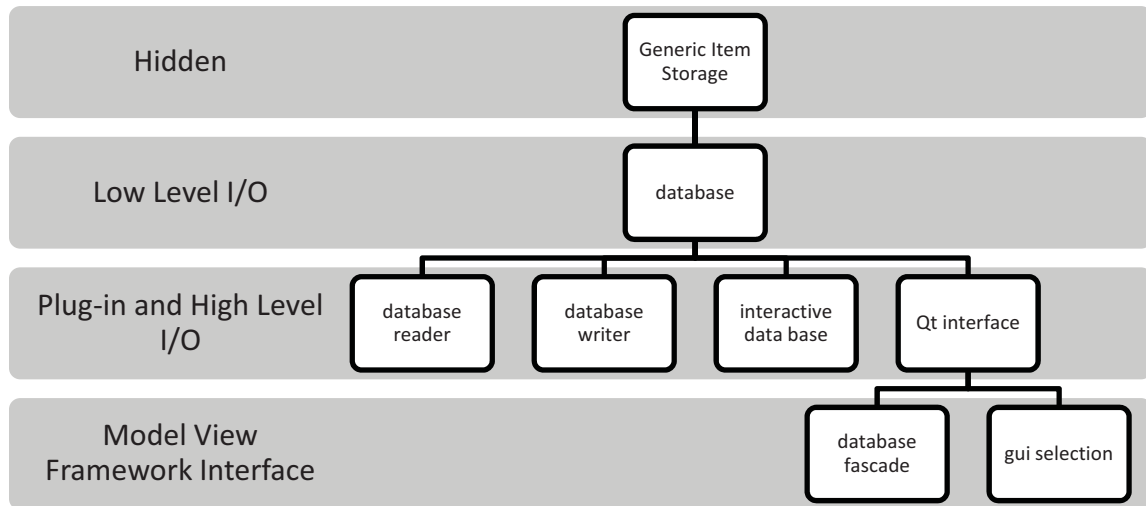 Hidden
Generic Item
Storage
Low Level I/O
database
Plug-in and High Level
I/O
database
reader
database
writer
interactive
data base
Qt interface
Model View
Framework Interface
database
fascade
gui selection